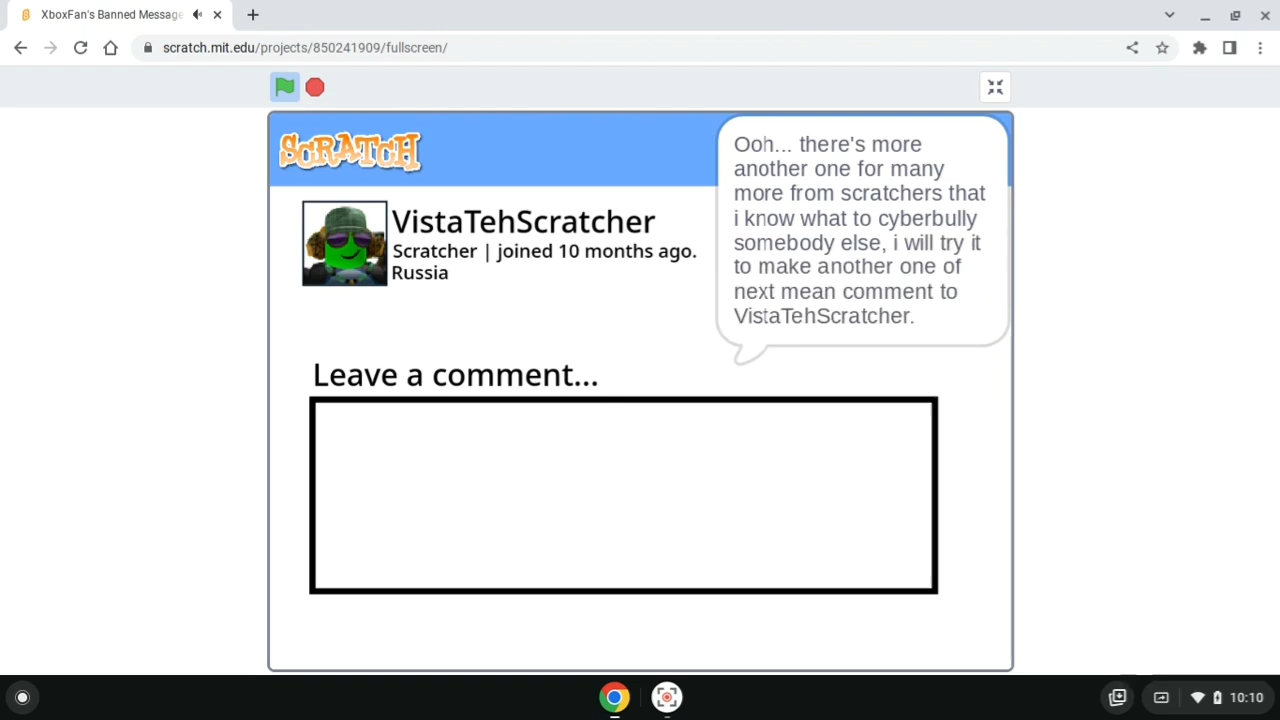 XboxFan's Banned Message
scratch.mit.edu/projects/850241909/fullscreen/
SCRATCH
VistaTehScratcher
Scratcher | joined 10 months ago.
Russia
Ooh... there's more
another one for many
more from scratchers that
i know what to cyberbully
somebody else, i will try it
to make another one of
next mean comment to
VistaTehScratcher.
Leave a comment...
10:10